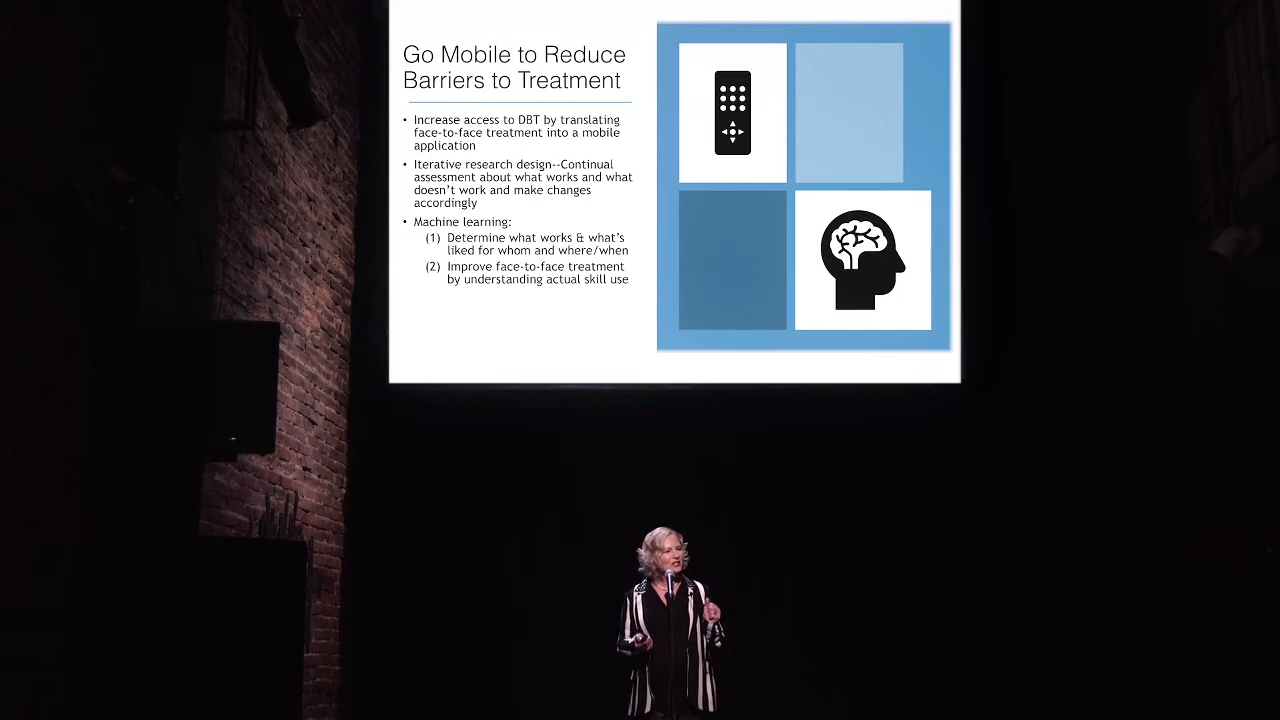 Go Mobile to Reduce
Barriers to Treatment
• Increase access to DBT by translating
face-to-face treatment into a mobile
application
• Iterative research design--Continual
assessment about what works and what
doesn't work and make changes
accordingly
• Machine learning:
(1) Determine what works & what's
liked for whom and where/when
(2) Improve face-to-face treatment
by understanding actual skill use